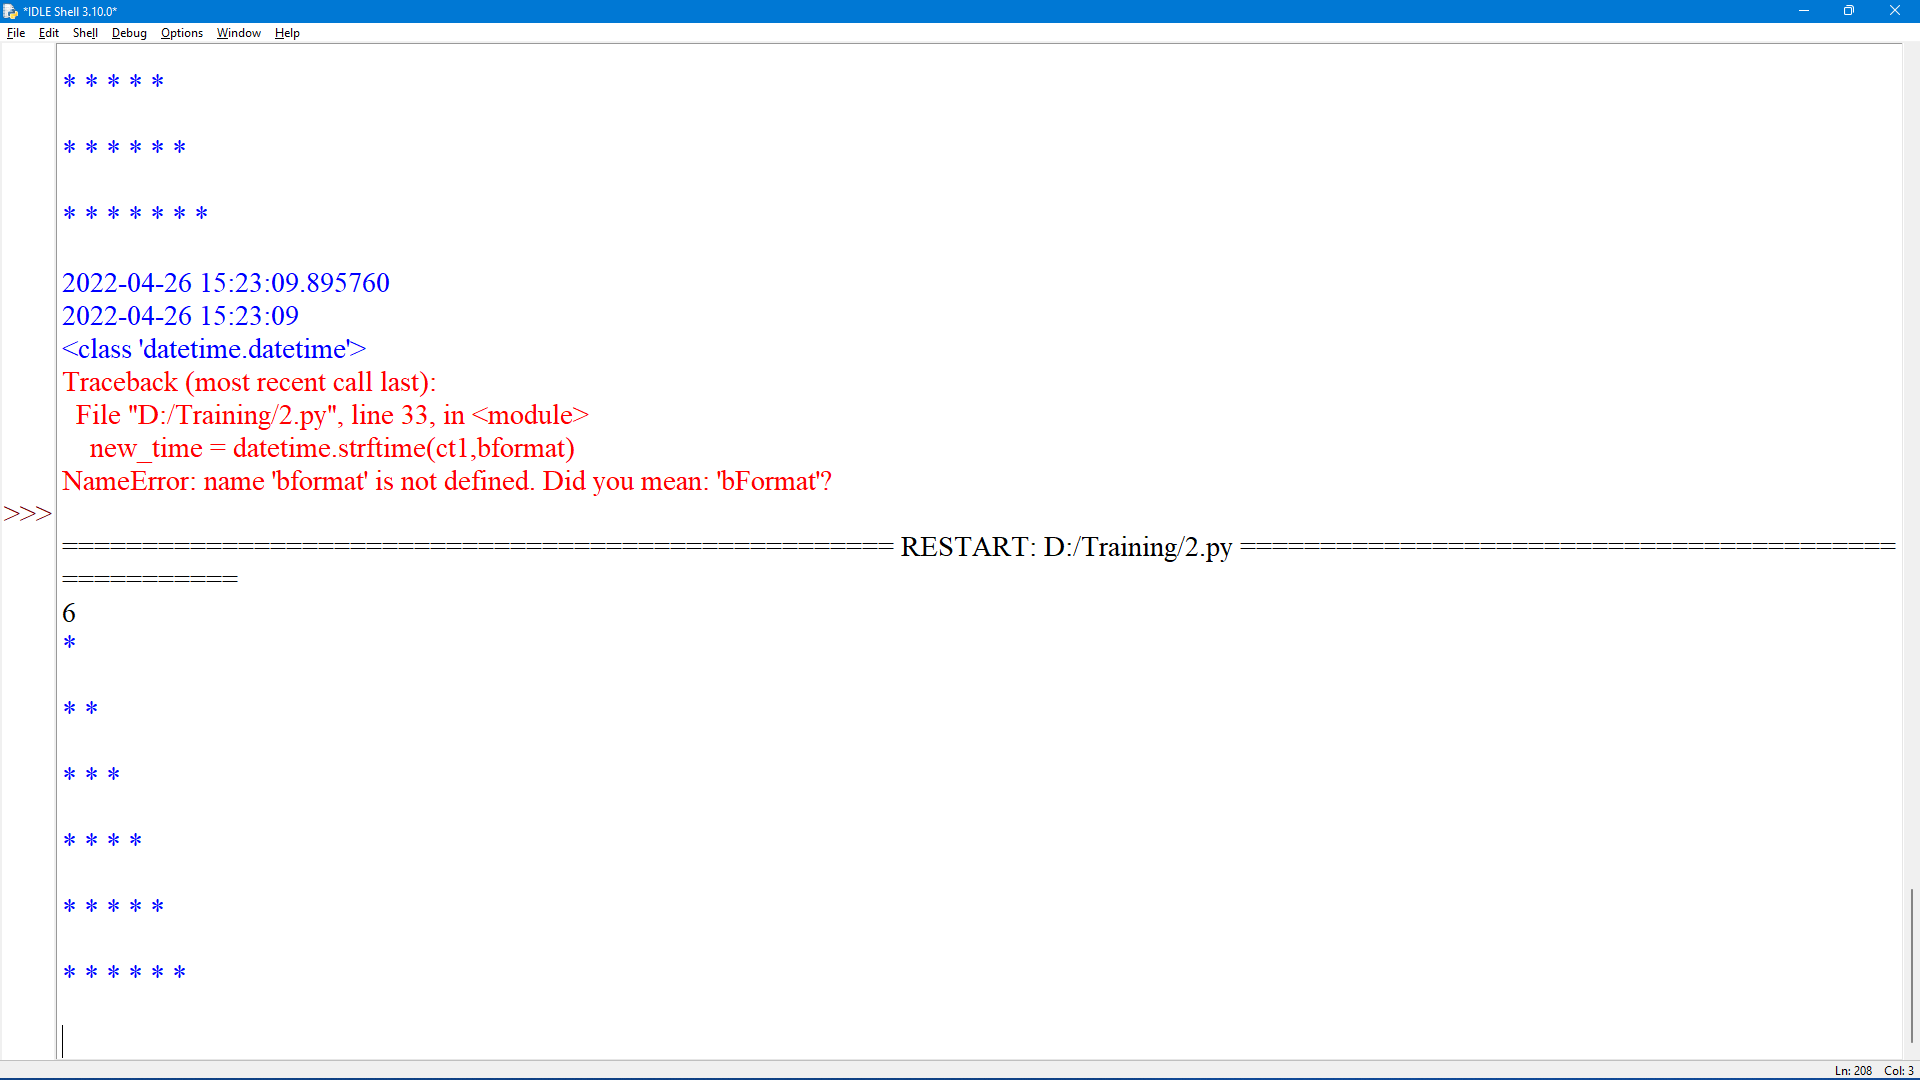 *IDLE Shell 3.10.0*
File Edit Shell Debug Options Window Help
* * * * *
* * * * * *
* * * * * * *
2022-04-26 15:23:09.895760
2022-04-26 15:23:09
<class 'datetime.datetime'>
Traceback (most recent call last):
  File "D:/Training/2.py", line 33, in <module>
    new_time = datetime.strftime(ct1,bformat)
NameError: name 'bformat' is not defined. Did you mean: 'bFormat'?
>>>
==================================================== RESTART: D:/Training/2.py =========================================
===========
6
*
* *
* * *
* * * *
* * * * *
* * * * * *
Ln: 208 Col: 3